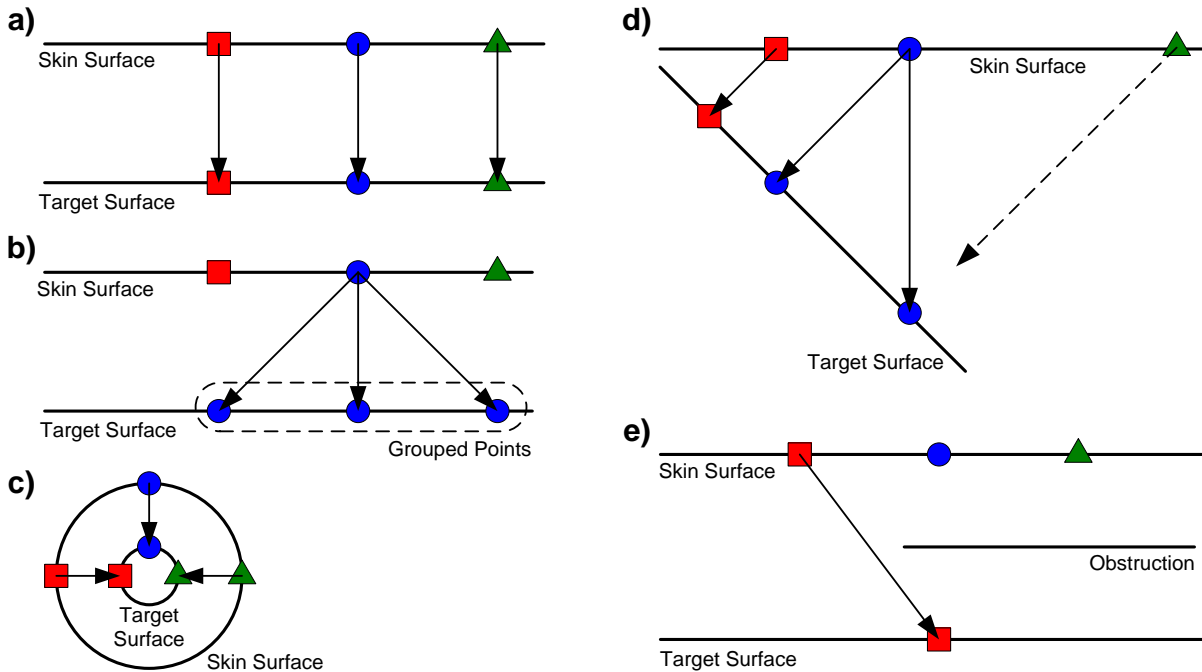 a)
Skin Surface
Target Surface
b)
Skin Surface
Target Surface
Grouped Points
c)
Target
Surface
Skin Surface
d)
Skin Surface
Target Surface
e)
Skin Surface
Obstruction
Target Surface